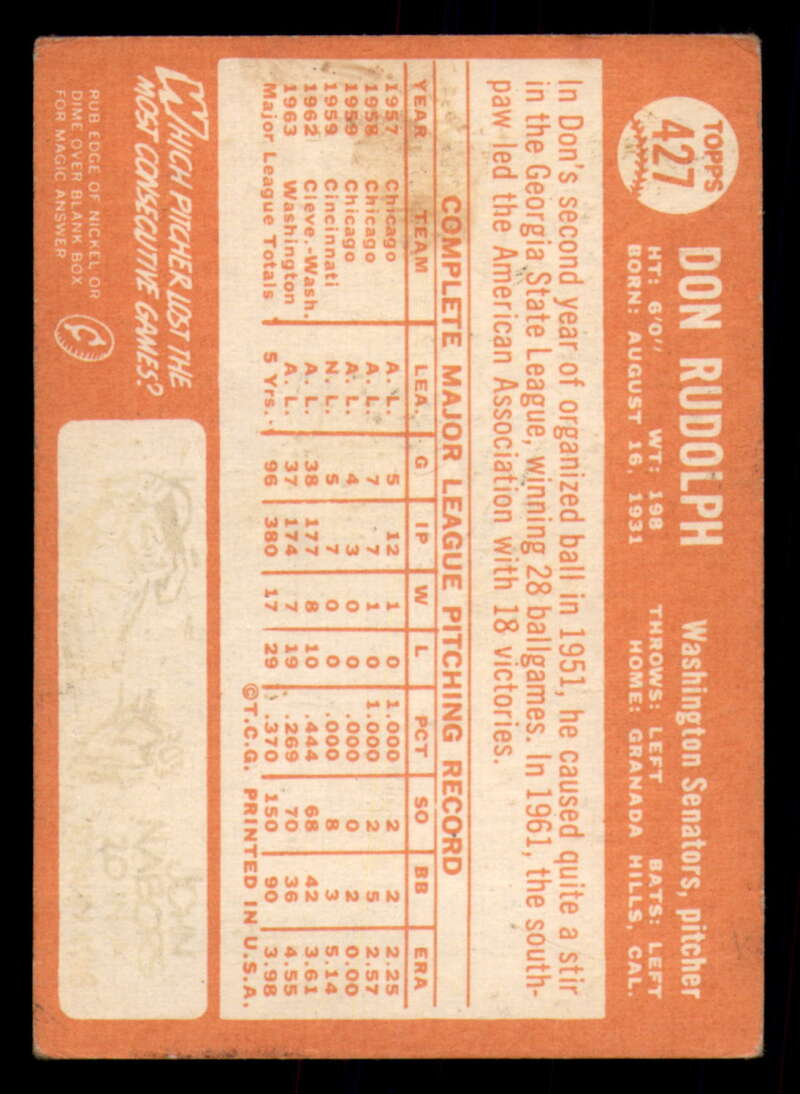 TOPPS
427
DON RUDOLPH
Washington Senators, pitcher
HT: 6'0" WT: 198 THROWS: LEFT BATS: LEFT
BORN: AUGUST 16, 1931 HOME: GRANADA HILLS, CAL.
In Don's second year of organized ball in 1951, he caused quite a stir
in the Georgia State League, winning 28 ballgames. In 1961, the south-
paw led the American Association with 18 victories.
COMPLETE MAJOR LEAGUE PITCHING RECORD
YEAR TEAM LEA. G IP W L PCT SO BB ERA
1957 Chicago A.L. 5 12 1 0 1.000 2 2 2.25
1958 Chicago A.L. 7 7 1 0 1.000 2 5 2.57
1959 Chicago A.L. 4 3 0 0 .000 0 2 0.00
1959 Cincinnati N.L. 5 7 0 0 .000 8 3 5.14
1962 Cleve.-Wash. A.L. 38 177 8 10 .444 68 42 3.61
1963 Washington A.L. 37 174 7 19 .269 70 36 4.55
Major League Totals 5 Yrs. 96 380 17 29 .370 150 90 3.98
©T.C.G. PRINTED IN U.S.A.
WHICH PITCHER LOST THE
MOST CONSECUTIVE GAMES?
RUB EDGE OF NICKEL OR
DIME OVER BLANK BOX
FOR MAGIC ANSWER
JOHN
NABORS